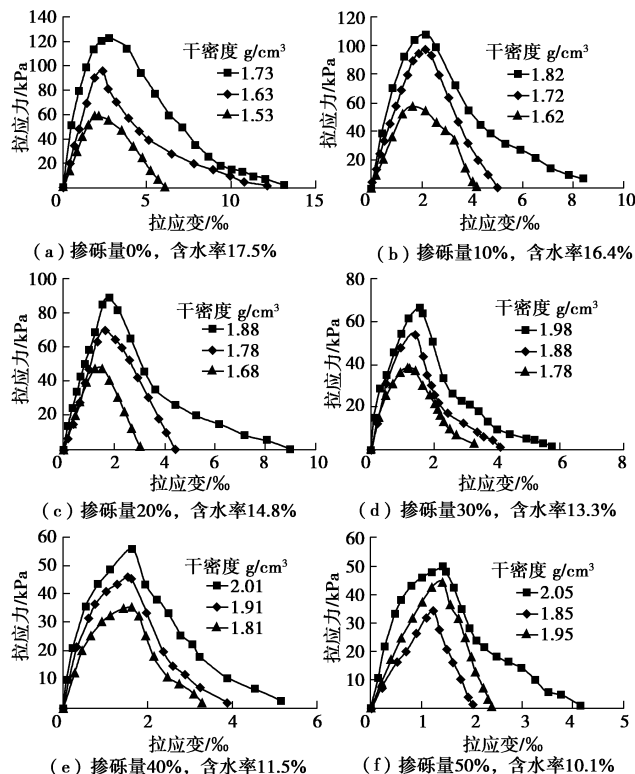 140
120
100
80
60
40
20
0
拉应力/kPa
干密度 g/cm³
1.73
1.63
1.53
0 5 10 15
拉应变/‰
(a)掺砾量0%，含水率17.5%
120
100
80
60
40
20
0
拉应力/kPa
干密度 g/cm³
1.82
1.72
1.62
0 2 4 6 8 10
拉应变/‰
(b)掺砾量10%，含水率16.4%
100
80
60
40
20
0
拉应力/kPa
干密度 g/cm³
1.88
1.78
1.68
0 2 4 6 8 10
拉应变/‰
(c)掺砾量20%，含水率14.8%
80
60
40
20
0
拉应力/kPa
干密度 g/cm³
1.98
1.88
1.78
0 2 4 6 8
拉应变/‰
(d)掺砾量30%，含水率13.3%
60
50
40
30
20
10
0
拉应力/kPa
干密度 g/cm³
2.01
1.91
1.81
0 2 4 6
拉应变/‰
(e)掺砾量40%，含水率11.5%
60
50
40
30
20
10
0
拉应力/kPa
干密度 g/cm³
2.05
1.85
1.95
0 1 2 3 4 5
拉应变/‰
(f)掺砾量50%，含水率10.1%